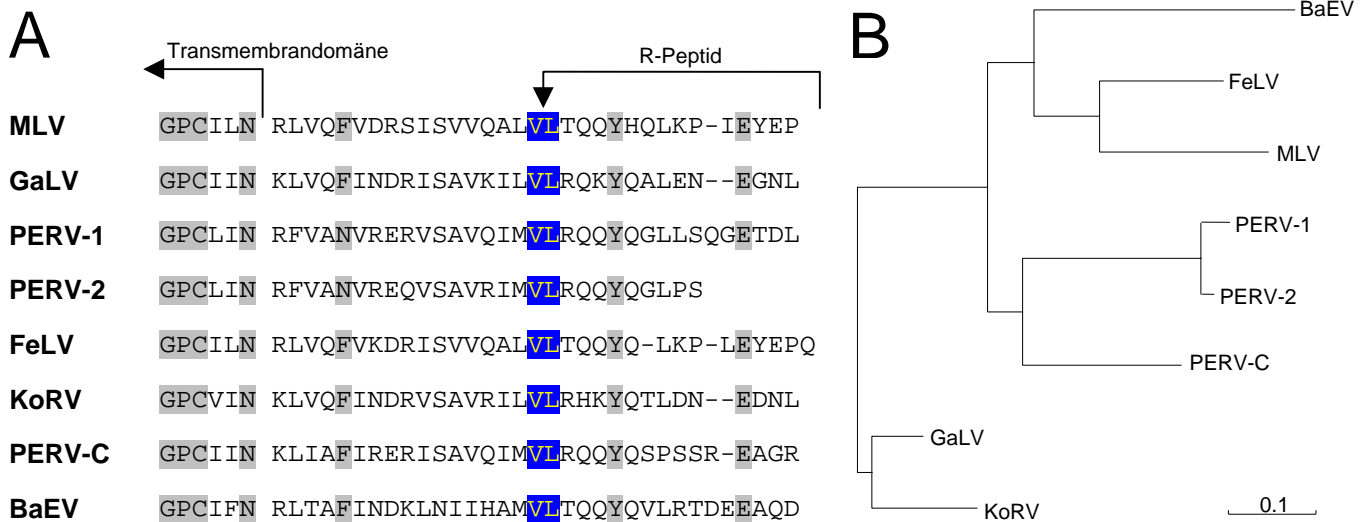 A
Transmembrandomäne
R-Peptid
MLV GPCILN RLVQFVDRSISVVQALVLTQQYHQLKP-IEYEP
GaLV GPCIIN KLVQFINDRISAVKILVLRQKYQALEN--EGNL
PERV-1 GPCLIN RFVANVRERVSAVQIMVLRQQYQGLLSQGETDL
PERV-2 GPCLIN RFVANVREQVSAVRIMVLRQQYQGLPS
FeLV GPCILN RLVQFVKDRISVVQALVLTQQYQ-LKP-LEYEPQ
KoRV GPCVIN KLVQFINDRVSAVRILVLRHKYQTLDN--EDNL
PERV-C GPCIIN KLIAFIRERISAVQIMVLRQQYQSPSSR-EAGR
BaEV GPCIFN RLTAFINDKLNIIHAMVLTQQYQVLRTDEEAQD
B
BaEV
FeLV
MLV
PERV-1
PERV-2
PERV-C
GaLV
KoRV
0.1